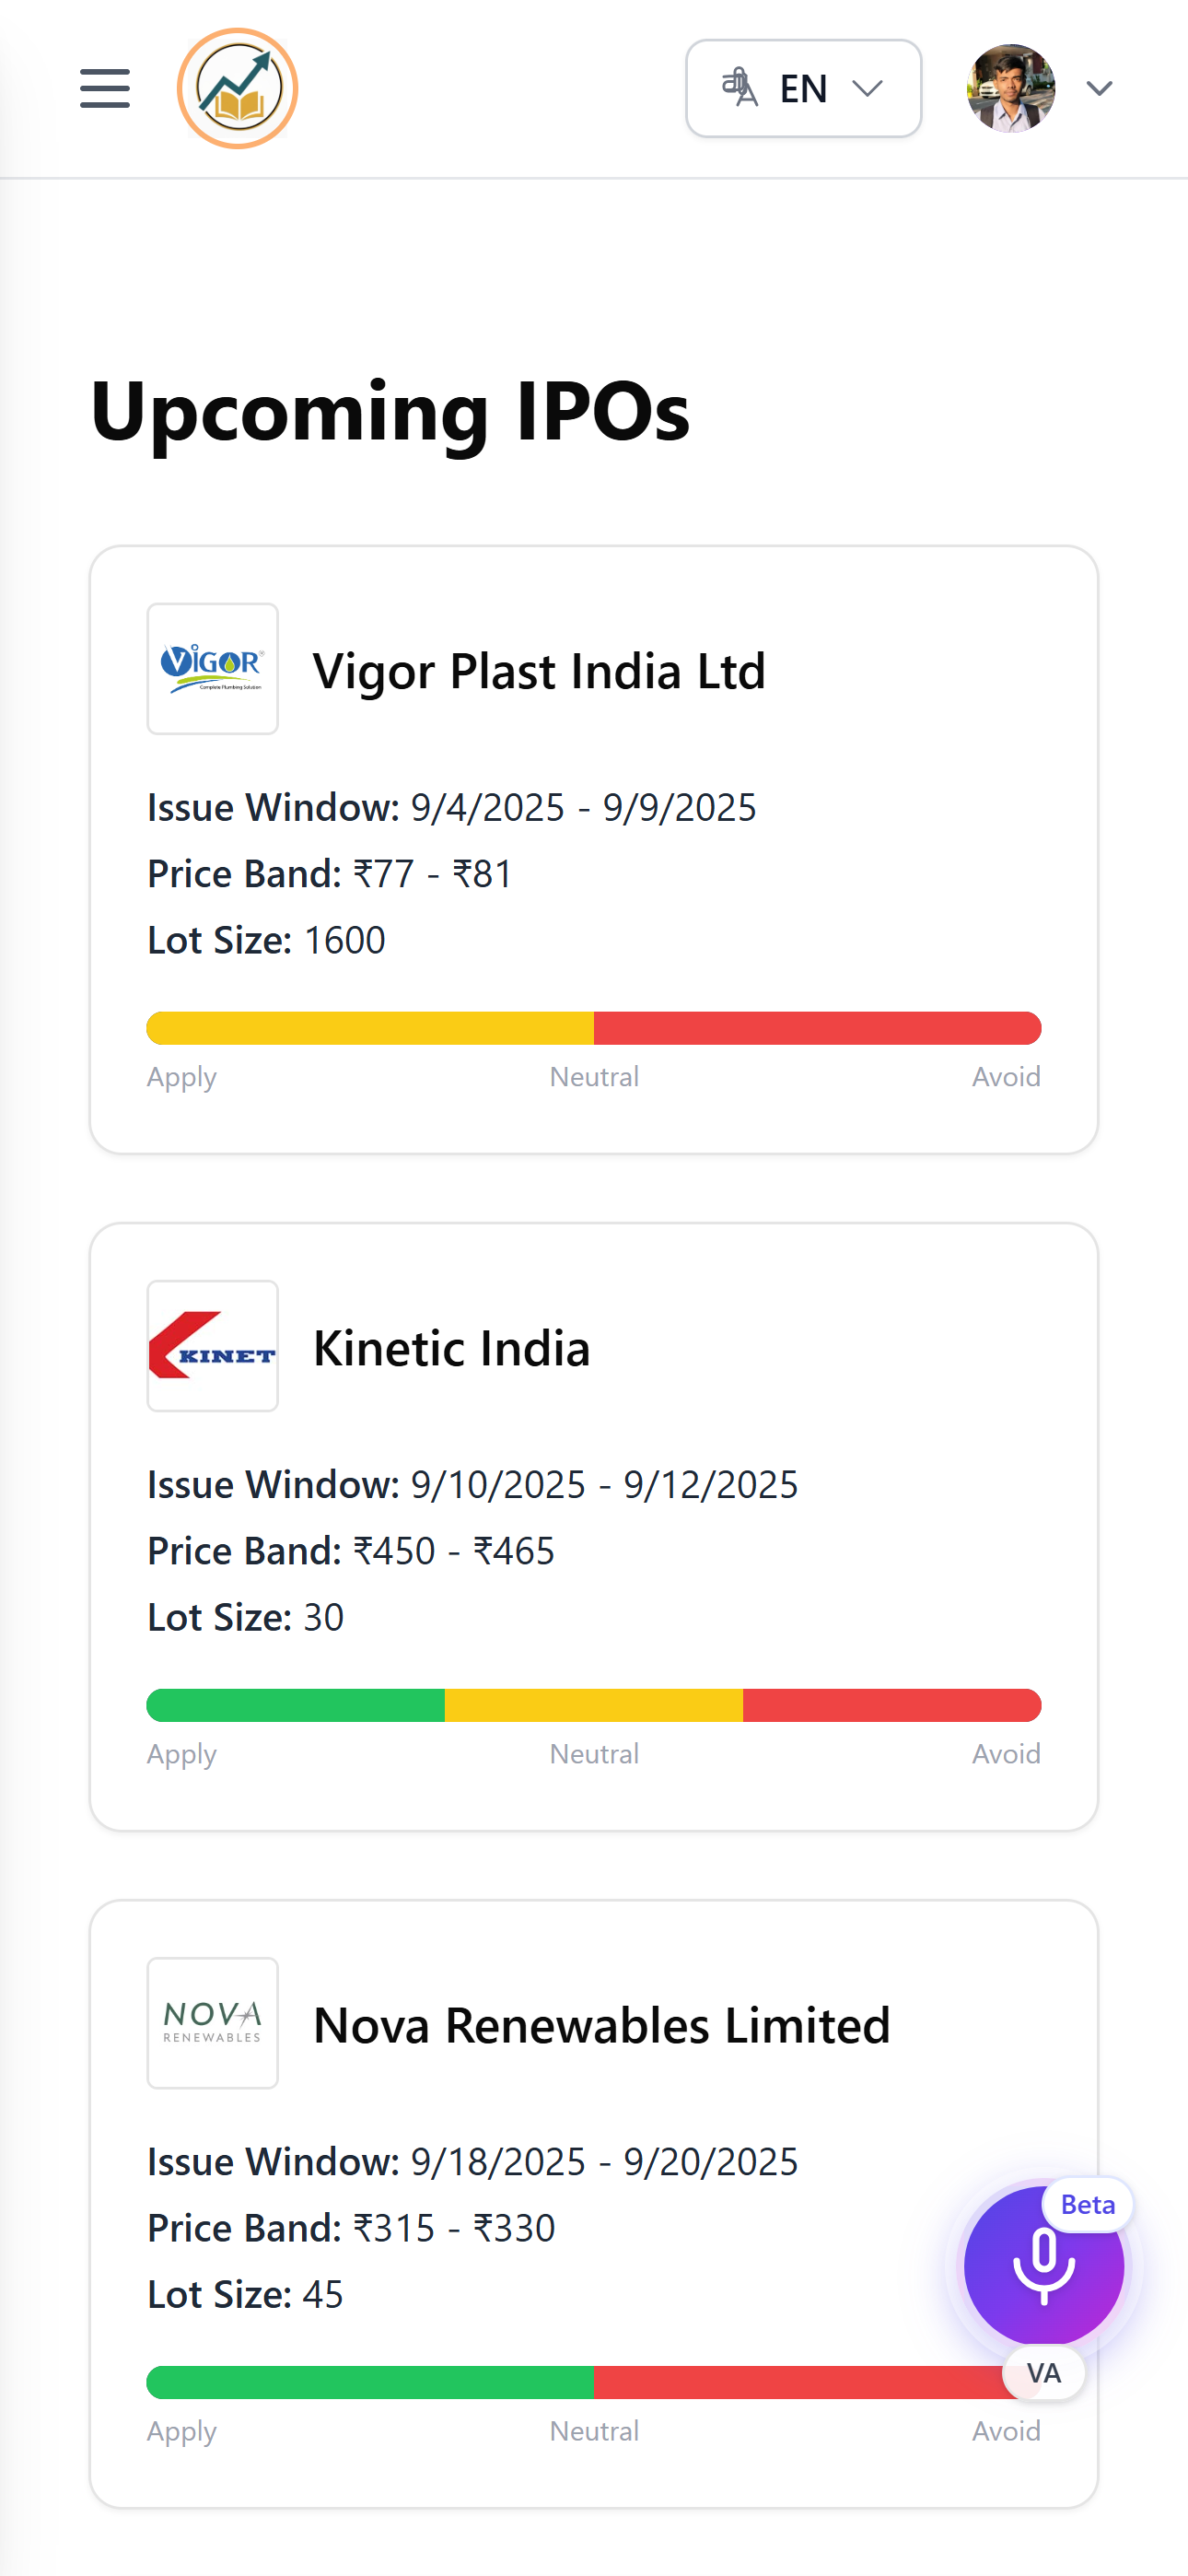 EN
Upcoming IPOs
VIGOR
Complete Plumbing Solution
Vigor Plast India Ltd
Issue Window: 9/4/2025 - 9/9/2025
Price Band: ₹77 - ₹81
Lot Size: 1600
Apply Neutral Avoid
KINET
Kinetic India
Issue Window: 9/10/2025 - 9/12/2025
Price Band: ₹450 - ₹465
Lot Size: 30
Apply Neutral Avoid
NOVA
RENEWABLES
Nova Renewables Limited
Issue Window: 9/18/2025 - 9/20/2025
Price Band: ₹315 - ₹330
Lot Size: 45
Beta
VA
Apply Neutral Avoid